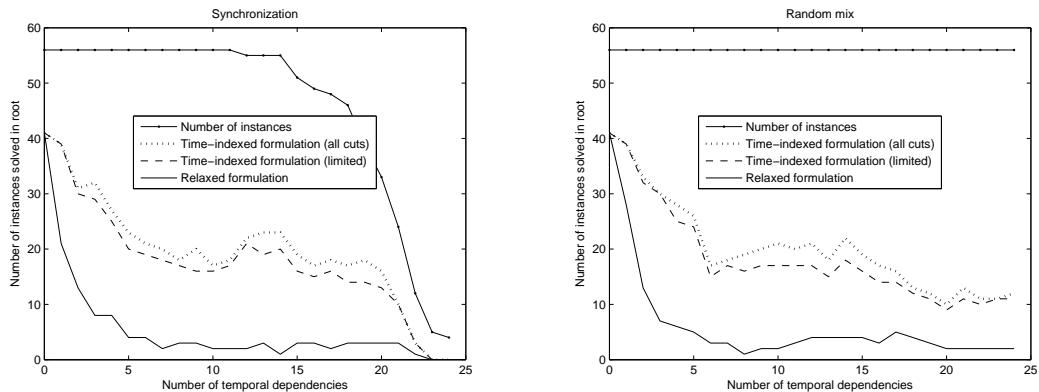 Synchronization
60
50
40
30
20
10
0
Number of instances solved in root
Number of instances
Time-indexed formulation (all cuts)
Time-indexed formulation (limited)
Relaxed formulation
0 5 10 15 20 25
Number of temporal dependencies
Random mix
60
50
40
30
20
10
0
Number of instances solved in root
Number of instances
Time-indexed formulation (all cuts)
Time-indexed formulation (limited)
Relaxed formulation
0 5 10 15 20 25
Number of temporal dependencies